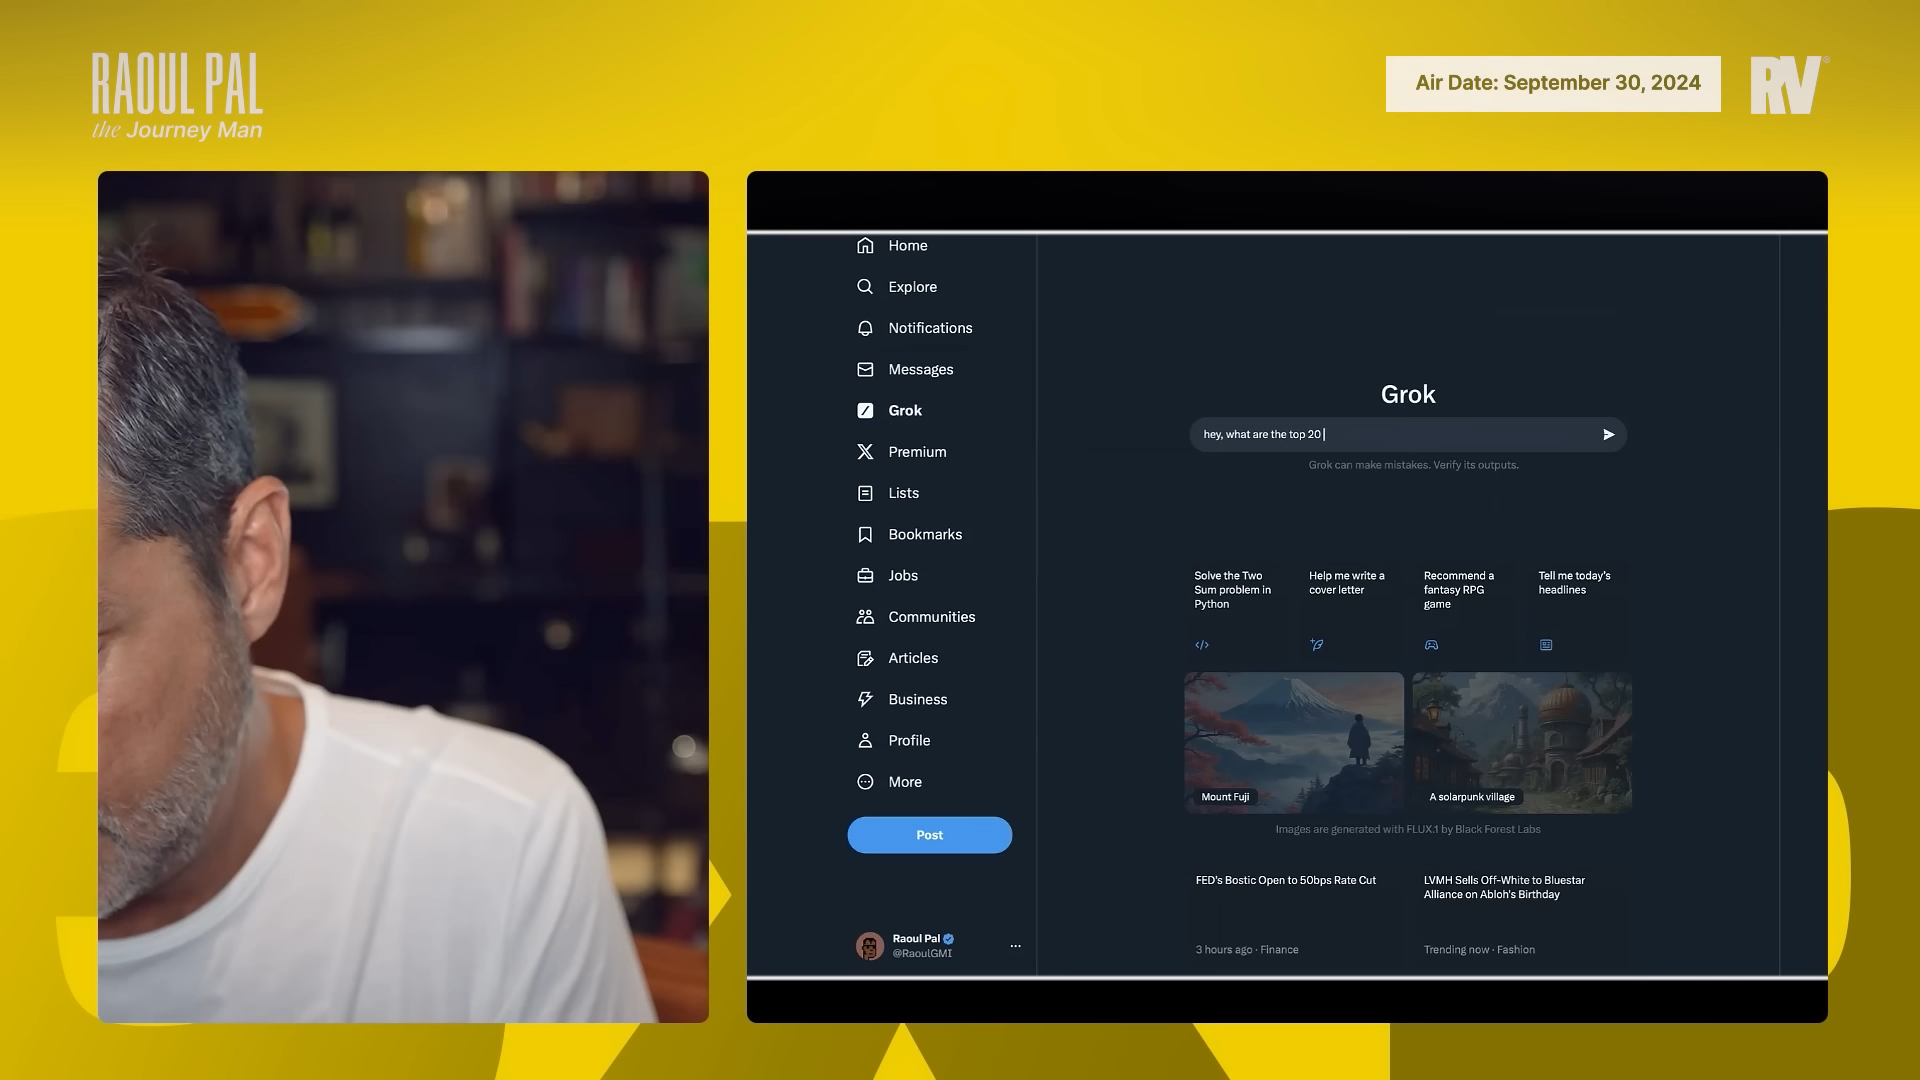 RAOUL PAL
the Journey Man
Air Date: September 30, 2024
RV®
Home
Explore
Notifications
Messages
Grok
Premium
Lists
Bookmarks
Jobs
Communities
Articles
Business
Profile
More
Post
Raoul Pal
@RaoulGMI
Grok
hey, what are the top 20
Grok can make mistakes. Verify its outputs.
Solve the Two
Sum problem in
Python
Help me write a
cover letter
Recommend a
fantasy RPG
game
Tell me today's
headlines
Mount Fuji
A solarpunk village
Images are generated with FLUX.1 by Black Forest Labs
FED's Bostic Open to 50bps Rate Cut
3 hours ago · Finance
LVMH Sells Off-White to Bluestar
Alliance on Abloh's Birthday
Trending now · Fashion